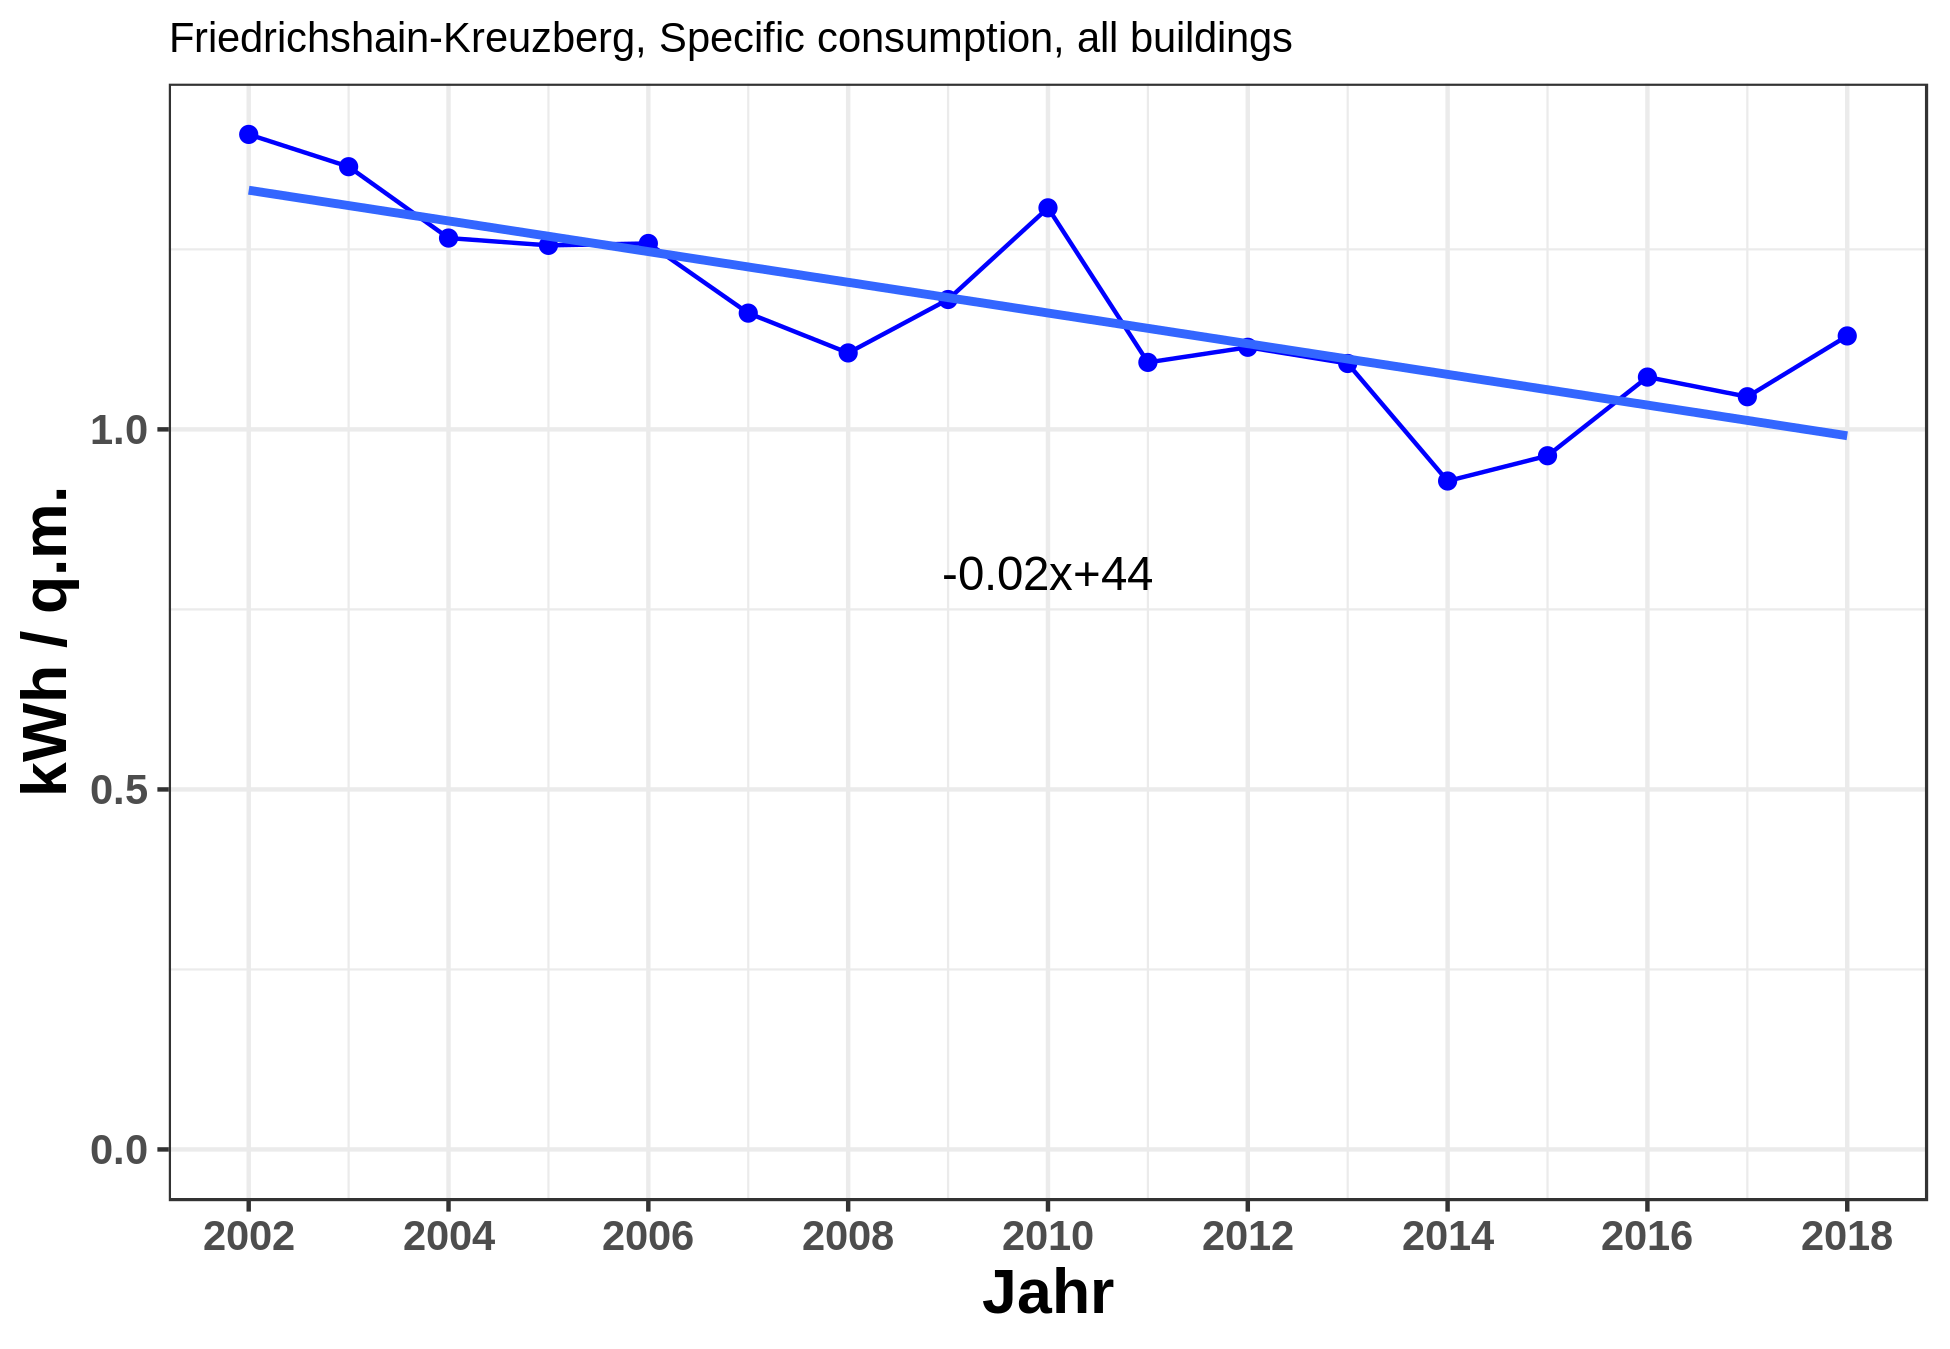 Friedrichshain-Kreuzberg, Specific consumption, all buildings
kWh / q.m.
1.0
0.5
0.0
-0.02x+44
2002 2004 2006 2008 2010 2012 2014 2016 2018
Jahr